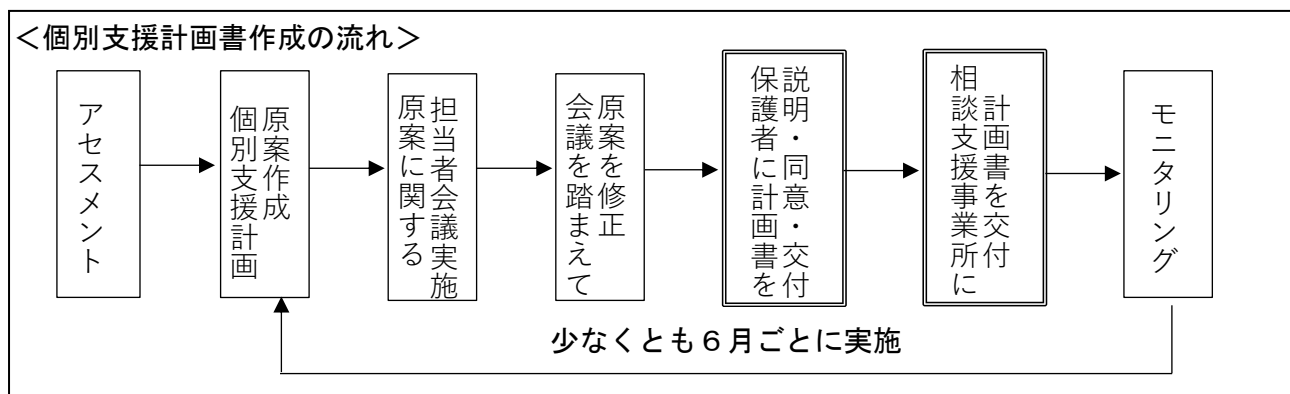 ＜個別支援計画書作成の流れ＞
アセスメント
個別支援計画
原案作成
原案に関する
担当者会議実施
会議を踏まえて
原案を修正
保護者に計画書を
説明・同意・交付
相談支援事業所に
計画書を交付
モニタリング
少なくとも６月ごとに実施